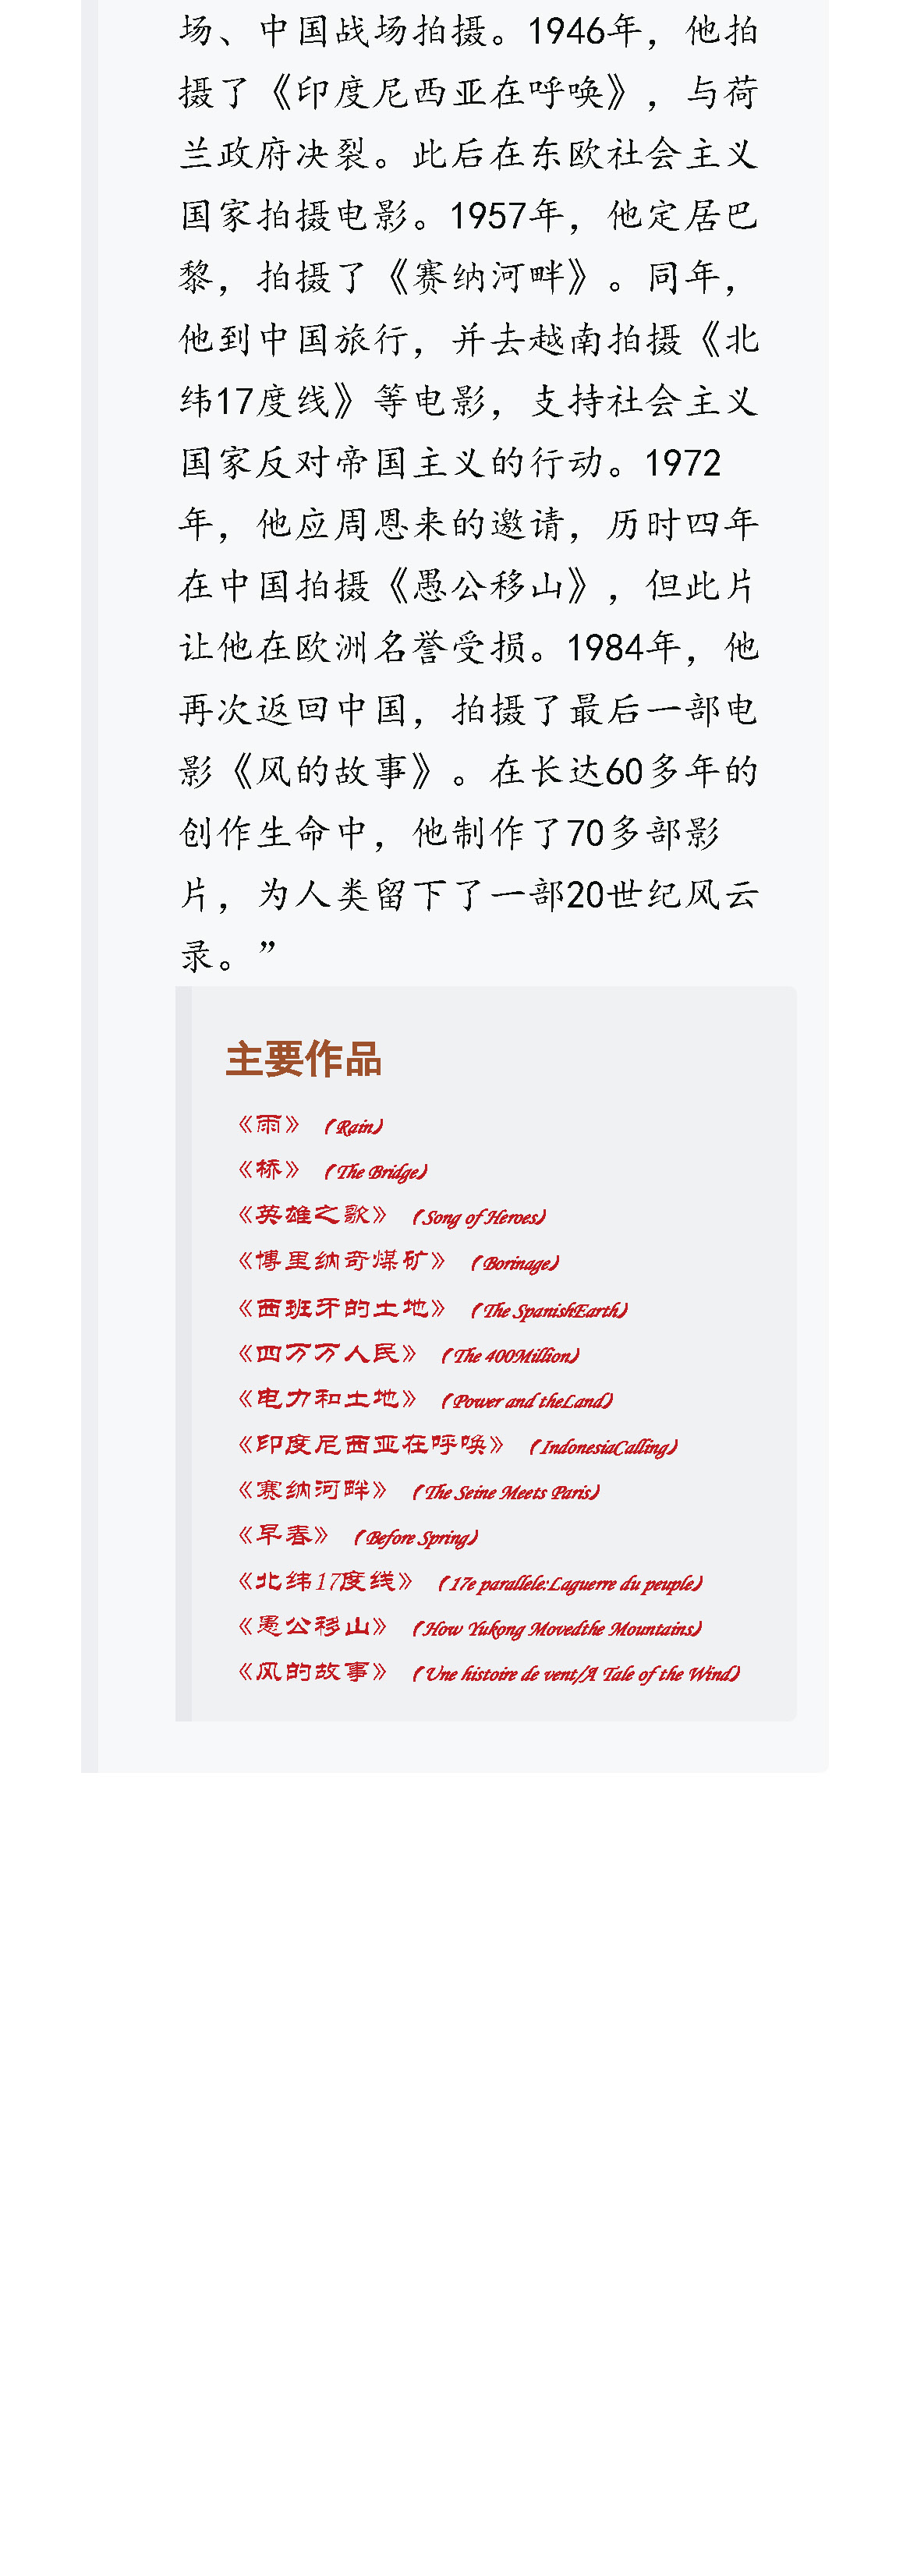 场、中国战场拍摄。1946年，他拍
摄了《印度尼西亚在呼唤》，与荷
兰政府决裂。此后在东欧社会主义
国家拍摄电影。1957年，他定居巴
黎，拍摄了《赛纳河畔》。同年，
他到中国旅行，并去越南拍摄《北
纬17度线》等电影，支持社会主义
国家反对帝国主义的行动。1972
年，他应周恩来的邀请，历时四年
在中国拍摄《愚公移山》，但此片
让他在欧洲名誉受损。1984年，他
再次返回中国，拍摄了最后一部电
影《风的故事》。在长达60多年的
创作生命中，他制作了70多部影
片，为人类留下了一部20世纪风云
录。”
主要作品
《雨》（Rain）
《桥》（The Bridge）
《英雄之歌》（Song of Heroes）
《博里纳奇煤矿》（Borinage）
《西班牙的土地》（The SpanishEarth）
《四万万人民》（The 400Million）
《电力和土地》（Power and theLand）
《印度尼西亚在呼唤》（IndonesiaCalling）
《赛纳河畔》（The Seine Meets Paris）
《早春》（Before Spring）
《北纬17度线》（17e parallele:Laguerre du peuple）
《愚公移山》（How Yukong Movedthe Mountains）
《风的故事》（Une histoire de vent/A Tale of the Wind）